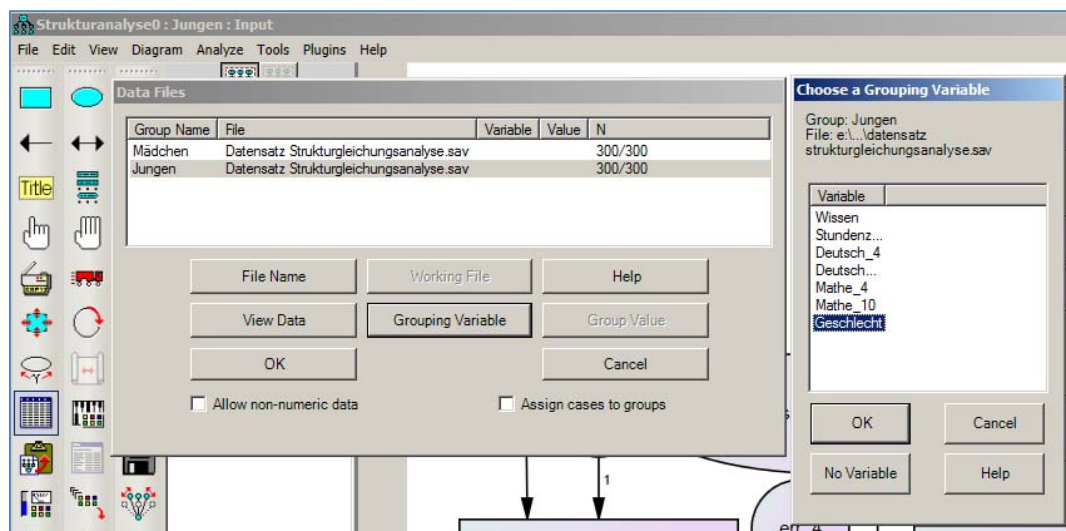 Strukturanalyse0 : Jungen : Input
File Edit View Diagram Analyze Tools Plugins Help
Data Files
Group Name File Variable Value N
Mädchen Datensatz Strukturgleichungsanalyse.sav 300/300
Jungen Datensatz Strukturgleichungsanalyse.sav 300/300
File Name Working File Help
View Data Grouping Variable Group Value
OK Cancel
Allow non-numeric data Assign cases to groups
Title
1
Choose a Grouping Variable
Group: Jungen
File: e:\...\datensatz
strukturgleichungsanalyse.sav
Variable
Wissen
Stundenz...
Deutsch_4
Deutsch...
Mathe_4
Mathe_10
Geschlecht
OK Cancel
No Variable Help